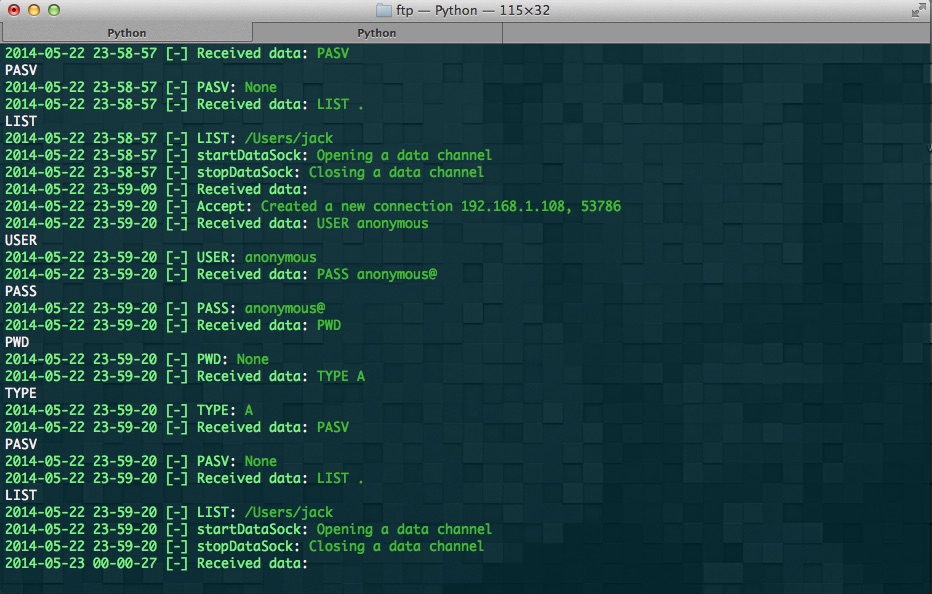 ftp — Python — 115×32
Python Python
2014-05-22 23-58-57 [-] Received data: PASV
PASV
2014-05-22 23-58-57 [-] PASV: None
2014-05-22 23-58-57 [-] Received data: LIST .
LIST
2014-05-22 23-58-57 [-] LIST: /Users/jack
2014-05-22 23-58-57 [-] startDataSock: Opening a data channel
2014-05-22 23-58-57 [-] stopDataSock: Closing a data channel
2014-05-22 23-59-09 [-] Received data:
2014-05-22 23-59-20 [-] Accept: Created a new connection 192.168.1.108, 53786
2014-05-22 23-59-20 [-] Received data: USER anonymous
USER
2014-05-22 23-59-20 [-] USER: anonymous
2014-05-22 23-59-20 [-] Received data: PASS anonymous@
PASS
2014-05-22 23-59-20 [-] PASS: anonymous@
2014-05-22 23-59-20 [-] Received data: PWD
PWD
2014-05-22 23-59-20 [-] PWD: None
2014-05-22 23-59-20 [-] Received data: TYPE A
TYPE
2014-05-22 23-59-20 [-] TYPE: A
2014-05-22 23-59-20 [-] Received data: PASV
PASV
2014-05-22 23-59-20 [-] PASV: None
2014-05-22 23-59-20 [-] Received data: LIST .
LIST
2014-05-22 23-59-20 [-] LIST: /Users/jack
2014-05-22 23-59-20 [-] startDataSock: Opening a data channel
2014-05-22 23-59-20 [-] stopDataSock: Closing a data channel
2014-05-23 00-00-27 [-] Received data: